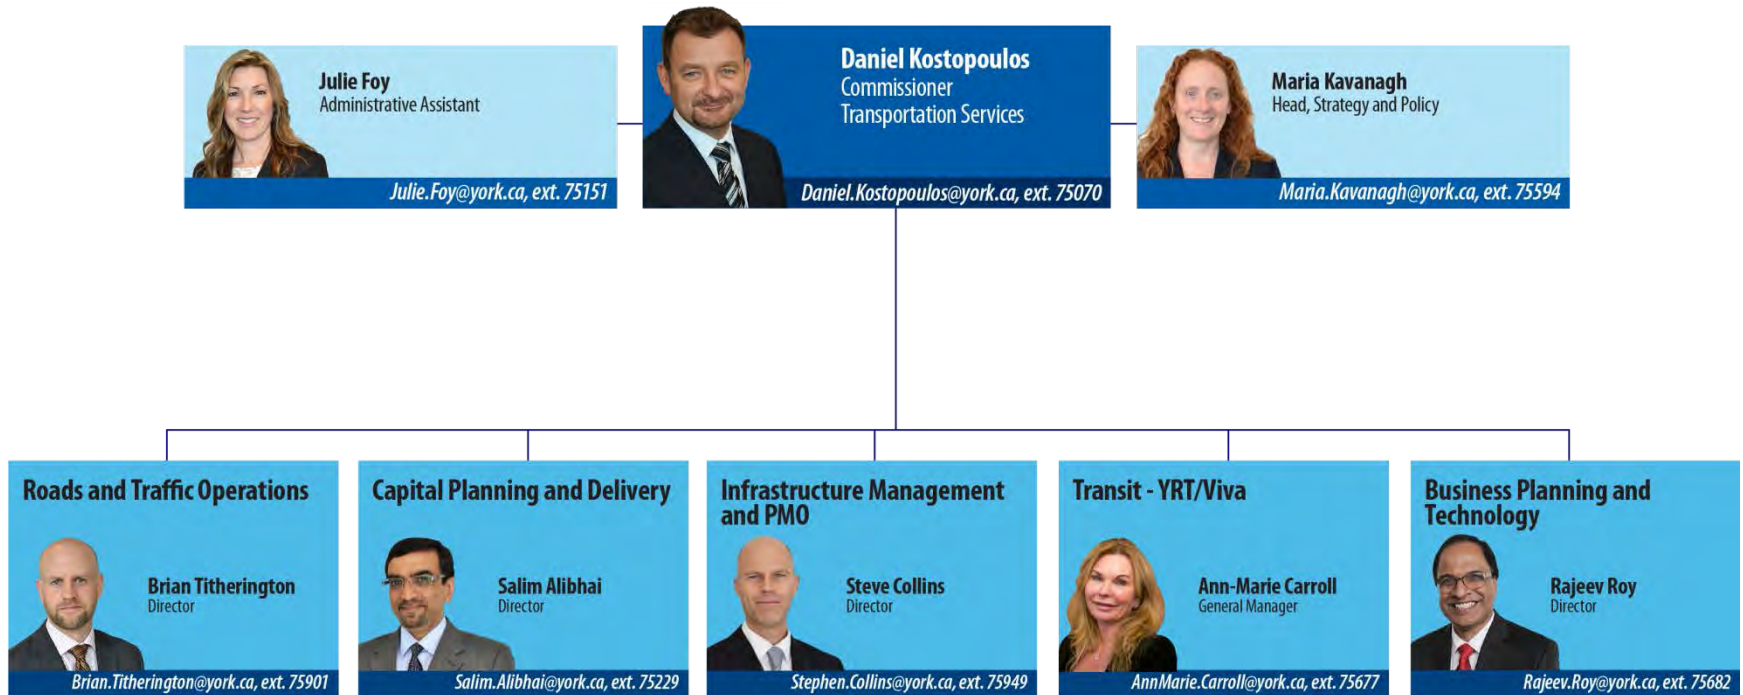 Julie Foy
Administrative Assistant
Julie.Foy@york.ca, ext. 75151
Daniel Kostopoulos
Commissioner
Transportation Services
Daniel.Kostopoulos@york.ca, ext. 75070
Maria Kavanagh
Head, Strategy and Policy
Maria.Kavanagh@york.ca, ext. 75594
Roads and Traffic Operations
Brian Titherington
Director
Brian.Titherington@york.ca, ext. 75901
Capital Planning and Delivery
Salim Alibhai
Director
Salim.Alibhai@york.ca, ext. 75229
Infrastructure Management
and PMO
Steve Collins
Director
Stephen.Collins@york.ca, ext. 75949
Transit - YRT/Viva
Ann-Marie Carroll
General Manager
AnnMarie.Carroll@york.ca, ext. 75677
Business Planning and
Technology
Rajeev Roy
Director
Rajeev.Roy@york.ca, ext. 75682